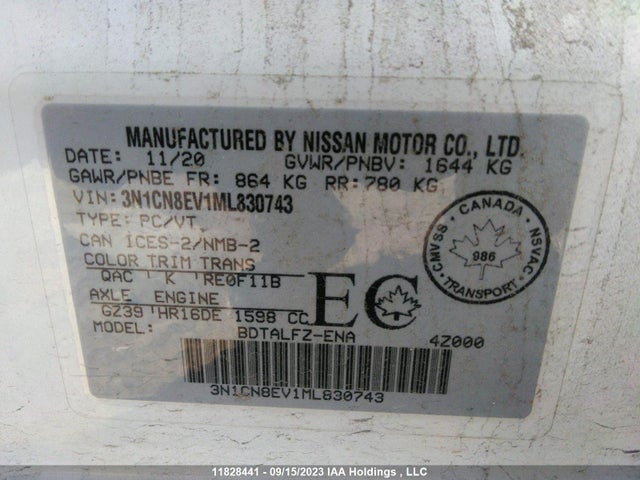 MANUFACTURED BY NISSAN MOTOR CO., LTD.
DATE: 11/20 GVWR/PNBV: 1644 KG
GAWR/PNBE FR: 864 KG RR: 780 KG
VIN: 3N1CN8EV1ML830743
TYPE: PC/VT
CAN ICES-2/NMB-2
COLOR TRIM TRANS
QAC K RE0F11B
AXLE ENGINE
GZ39 HR16DE 1598 CC
MODEL: BDTALFZ-ENA 4Z000
EC
CANADA
CMVSS
NSVAC
986
TRANSPORT
3N1CN8EV1ML830743
11828441 - 09/15/2023 IAA Holdings , LLC